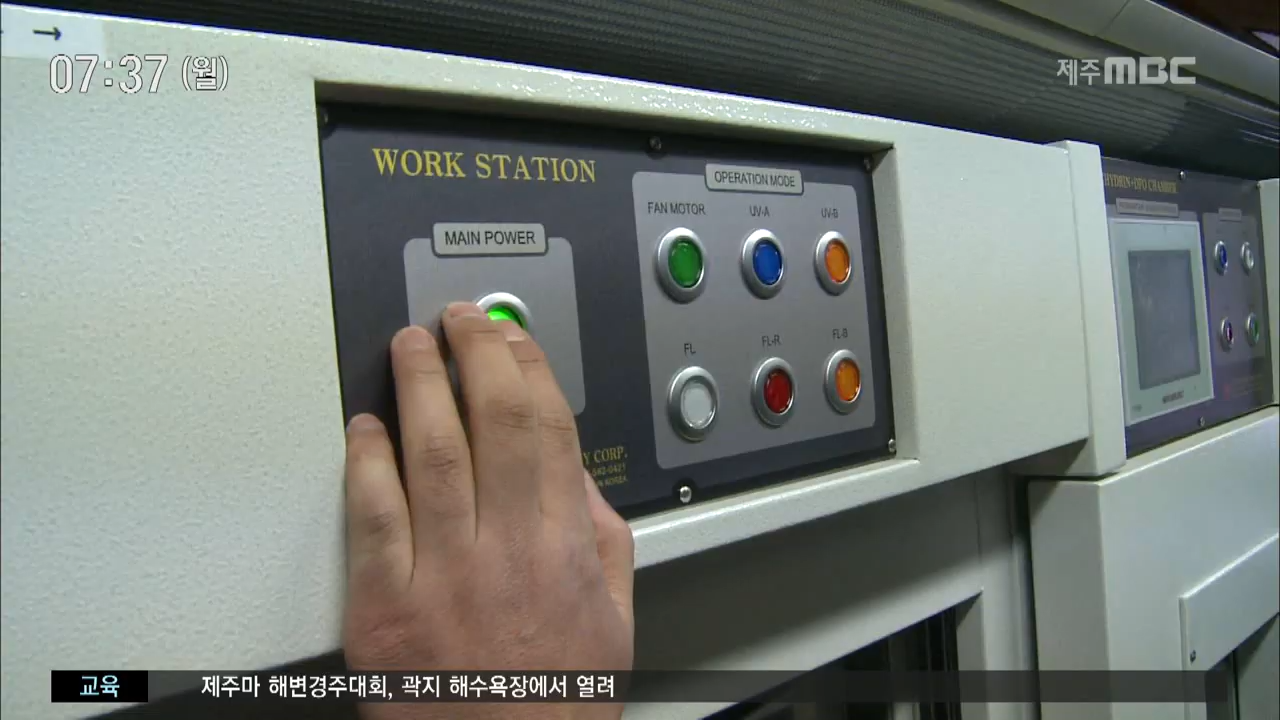 →
07:37 (월)
제주MBC
WORK STATION
MAIN POWER
OPERATION MODE
FAN MOTOR
UV-A
UV-B
FL
FL-R
FL-B
Y CORP.
교육
제주마 해변경주대회, 곽지 해수욕장에서 열려